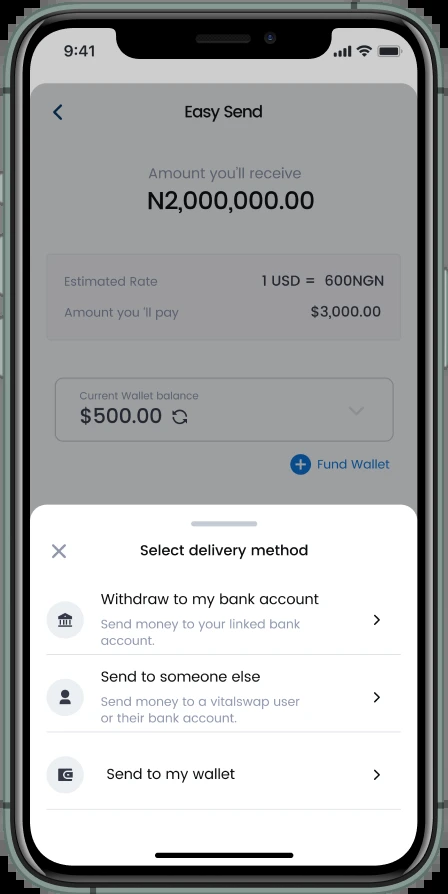 9:41
Easy Send
Amount you'll receive
N2,000,000.00
Estimated Rate 1 USD = 600NGN
Amount you 'll pay $3,000.00
Current Wallet balance
$500.00
Fund Wallet
Select delivery method
Withdraw to my bank account
Send money to your linked bank
account.
Send to someone else
Send money to a vitalswap user
or their bank account.
Send to my wallet